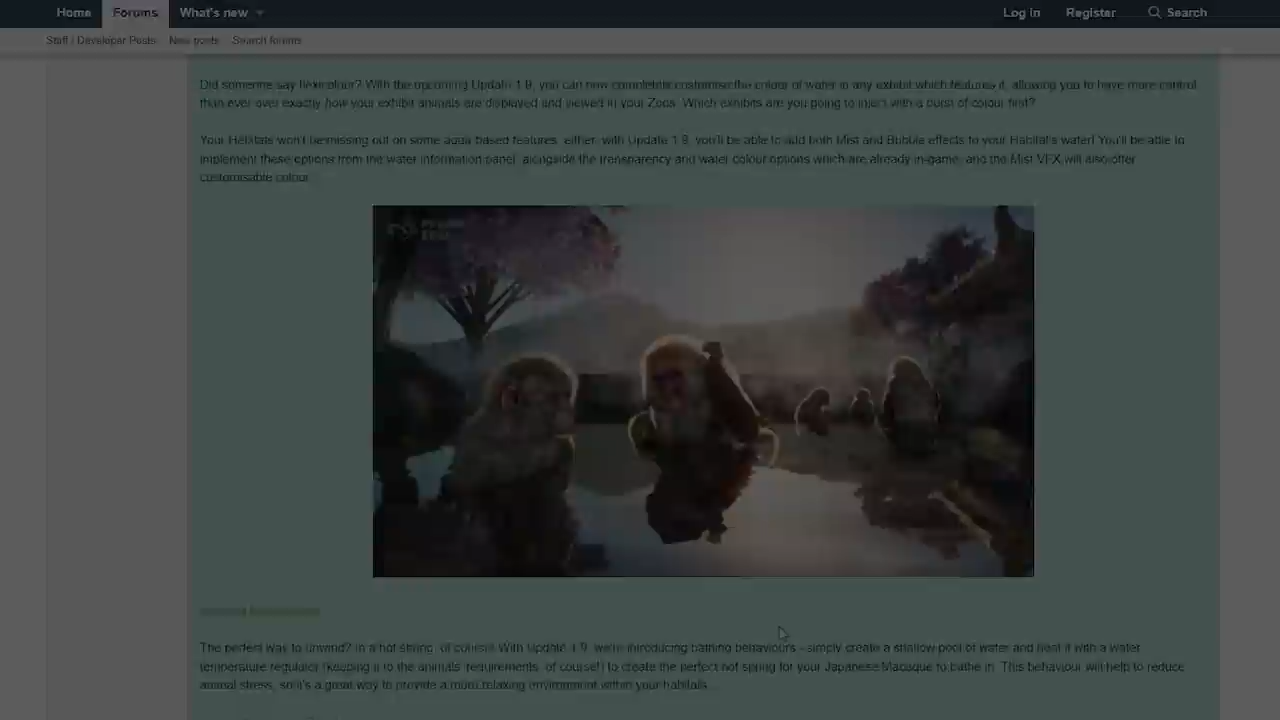 Home Forums What's new Log in Register Search
Staff / Developer Posts New posts Search forums
Did someone say flexicolour? With the upcoming Update 1.9, you can now completely customise the colour of water in any exhibit which features it, allowing you to have more control
than ever over exactly how your exhibit animals are displayed and viewed in your Zoos. Which exhibits are you going to inject with a burst of colour first?
Your Habitats won't be missing out on some aqua based features, either, with Update 1.9, you'll be able to add both Mist and Bubble effects to your Habitat's water! You'll be able to
implement these options from the water information panel, alongside the transparency and water colour options which are already in-game, and the Mist VFX will also offer
customisable colour.
The perfect way to unwind? In a hot spring, of course! With Update 1.9, we're introducing bathing behaviours - simply create a shallow pool of water and heat it with a water
temperature regulator (keeping it to the animals' requirements, of course!) to create the perfect hot spring for your Japanese Macaque to bathe in. This behaviour will help to reduce
animal stress, so it's a great way to provide a more relaxing environment within your habitats.